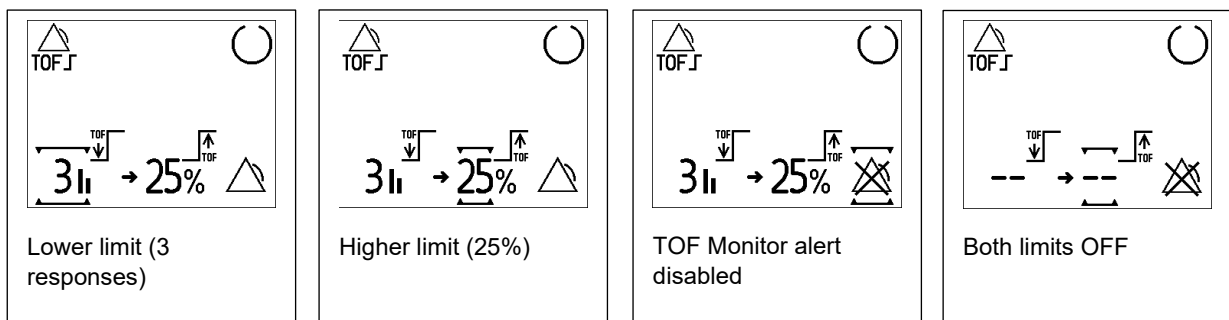 TOF
TOF
3 → 25%
TOF
Lower limit (3
responses)
TOF
TOF
3 → 25%
TOF
Higher limit (25%)
TOF
TOF
3 → 25%
TOF
TOF Monitor alert
disabled
TOF
TOF
-- → --
TOF
Both limits OFF